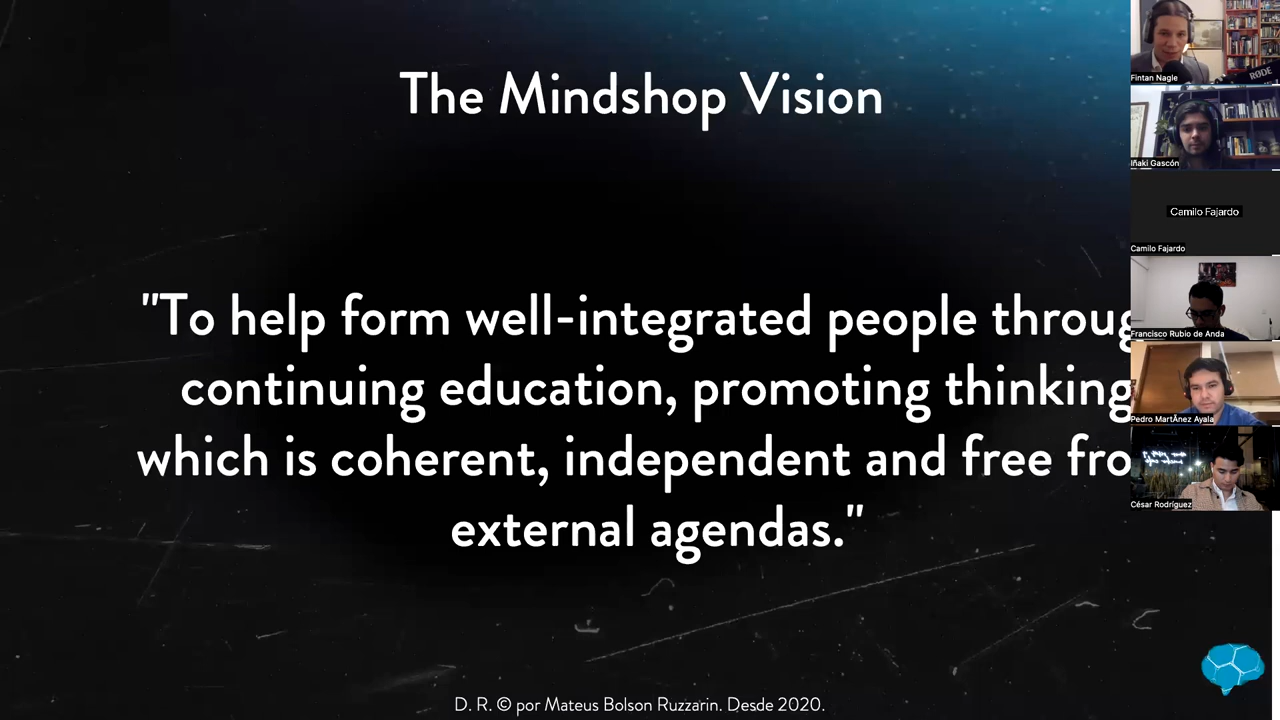 The Mindshop Vision
"To help form well-integrated people throug
continuing education, promoting thinking
which is coherent, independent and free fro
external agendas."
D. R. © por Mateus Bolson Ruzzarin. Desde 2020.
Fintan Nagle
RØDE
Iñaki Gascón
Camilo Fajardo
Camilo Fajardo
Francisco Rubio de Anda
Pedro MartÃnez Ayala
César Rodríguez